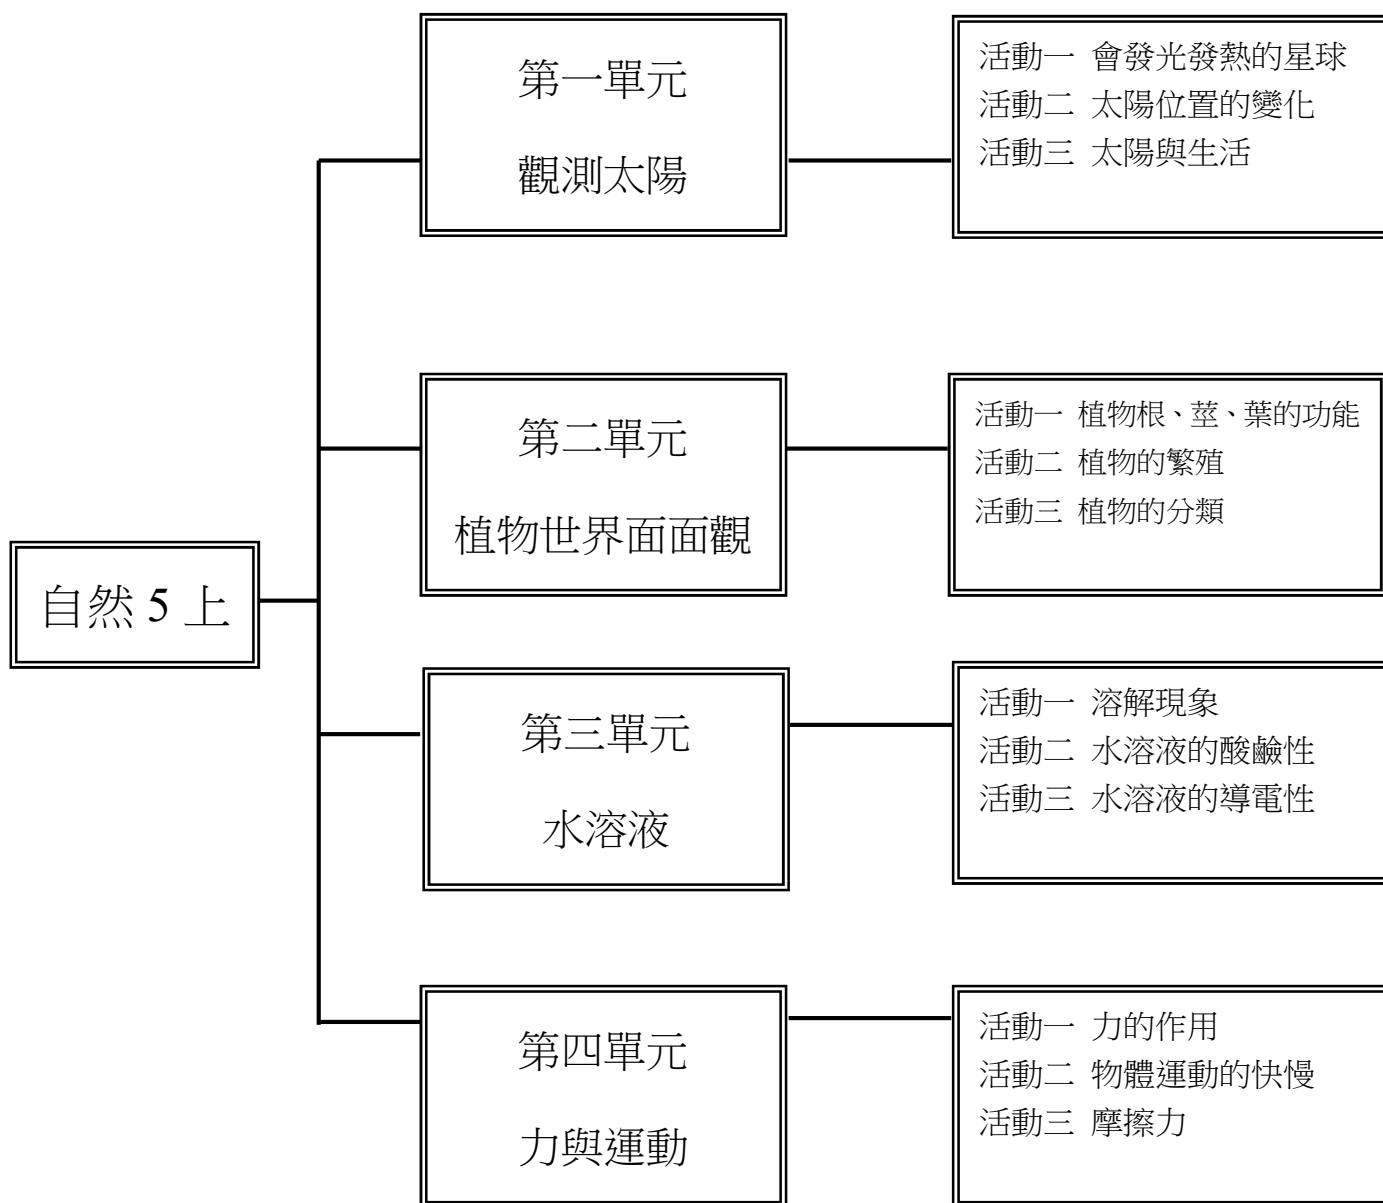 自然 5 上
第一單元
觀測太陽
活動一 會發光發熱的星球
活動二 太陽位置的變化
活動三 太陽與生活
第二單元
植物世界面面觀
活動一 植物根、莖、葉的功能
活動二 植物的繁殖
活動三 植物的分類
第三單元
水溶液
活動一 溶解現象
活動二 水溶液的酸鹼性
活動三 水溶液的導電性
第四單元
力與運動
活動一 力的作用
活動二 物體運動的快慢
活動三 摩擦力